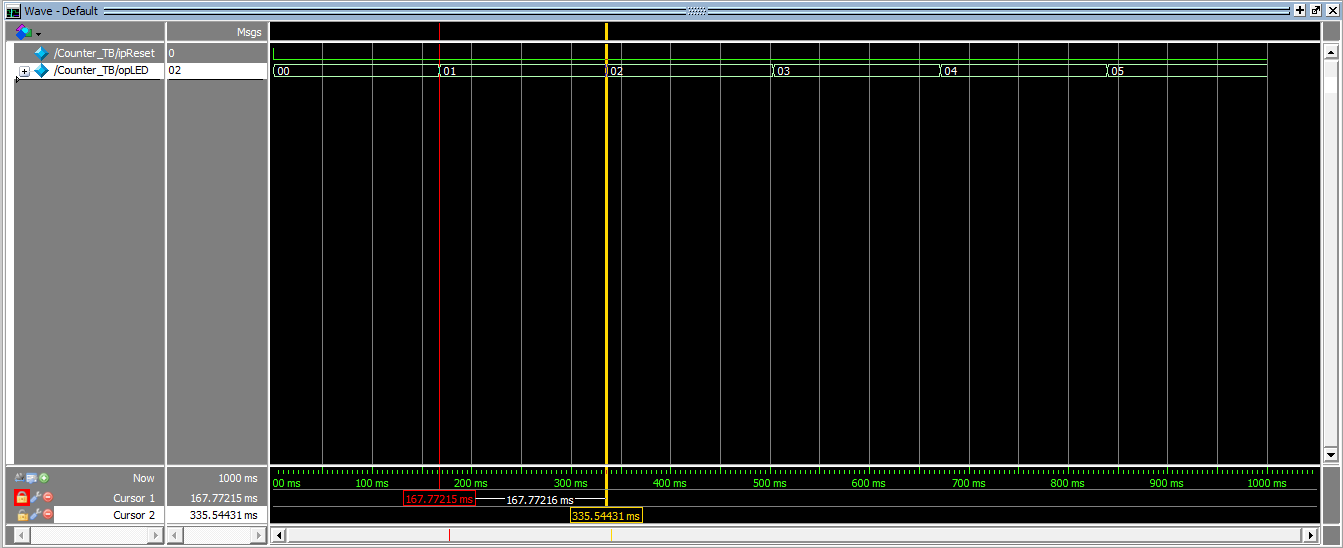 Wave - Default
Msgs
/Counter_TB/ipReset 0
/Counter_TB/opLED 02 00 01 02 03 04 05
Now 1000 ms 00 ms 100 ms 200 ms 300 ms 400 ms 500 ms 600 ms 700 ms 800 ms 900 ms 1000 ms
Cursor 1 167.77215 ms 167.77215 ms 167.77216 ms
Cursor 2 335.54431 ms 335.54431 ms